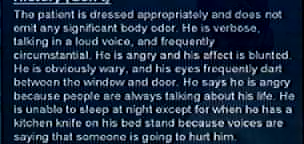 The patient is dressed appropriately and does not
emit any significant body odor. He is verbose,
talking in a loud voice, and frequently
circumstantial. He is angry and his affect is blunted.
He is obviously wary, and his eyes frequently dart
between the window and door. He says he is angry
because people are always talking about his life. He
is unable to sleep at night except for when he has a
kitchen knife on his bed stand because voices are
saying that someone is going to hurt him.